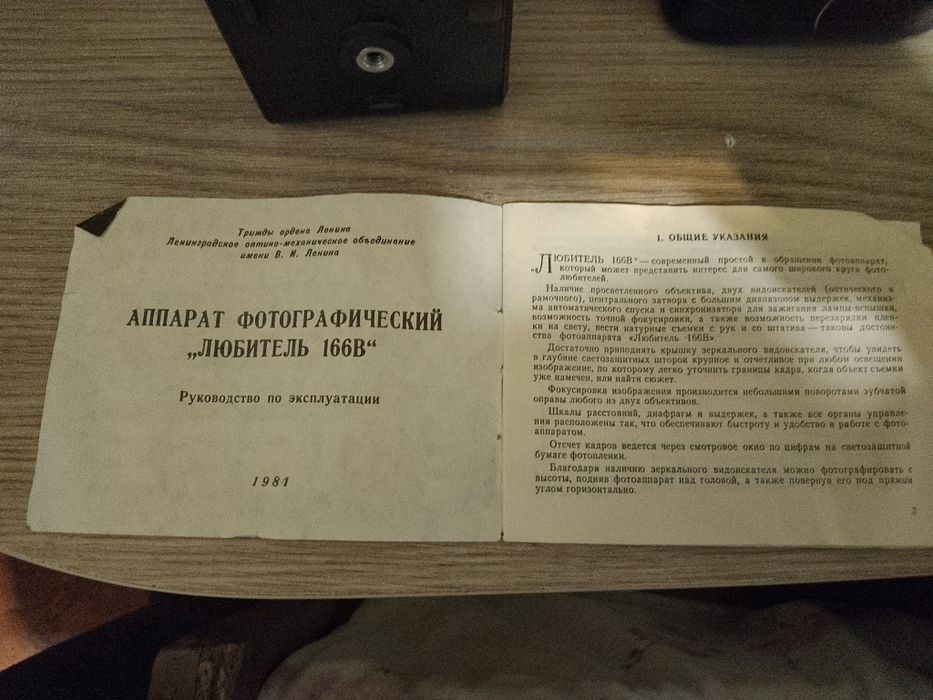 Трижды ордена Ленина
Ленинградское оптико-механическое объединение
имени В. И. Ленина
АППАРАТ ФОТОГРАФИЧЕСКИЙ
„ЛЮБИТЕЛЬ 166В“
Руководство по эксплуатации
1981
1. ОБЩИЕ УКАЗАНИЯ
„ЛЮБИТЕЛЬ 166В“ — современный простой в обращении фотоаппарат,
который может представить интерес для самого широкого круга фото-
любителей.
Наличие просветленного объектива, двух видоискателей (оптического и
рамочного), центрального затвора с большим диапазоном выдержек, механиз-
ма автоматического спуска и синхронизатора для зажигания лампы-вспышки,
возможность точной фокусировки, а также возможность перезарядки плен-
ки на свету, вести натурные съемки с рук и со штатива — таковы достоин-
ства фотоаппарата «Любитель 166В».
Достаточно приподнять крышку зеркального видоискателя, чтобы увидеть
в глубине светозащитных шторок крупное и отчетливое при любом освещении
изображение, по которому легко уточнить границы кадра, когда объект съемки
уже намечен, или найти сюжет.
Фокусировка изображения производится небольшими поворотами зубчатой
оправы любого из двух объективов.
Шкалы расстояний, диафрагм и выдержек, а также все органы управле-
ния расположены так, что обеспечивают быстроту и удобство в работе с фото-
аппаратом.
Отсчет кадров ведется через смотровое окно по цифрам на светозащитной
бумаге фотопленки.
Благодаря наличию зеркального видоискателя можно фотографировать с
высоты, подняв фотоаппарат над головой, а также повернув его под прямым
углом горизонтально.
3